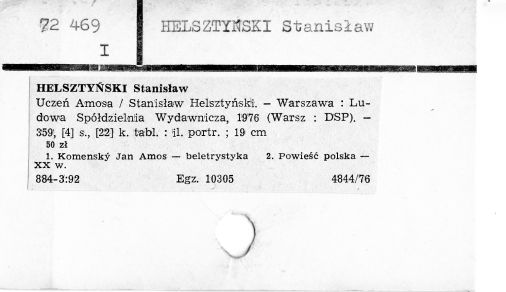 72 469 HELSZTYŃSKI Stanisław
I
HELSZTYŃSKI Stanisław
Uczeń Amosa / Stanisław Helsztyński. — Warszawa : Lu-
dowa Spółdzielnia Wydawnicza, 1976 (Warsz : DSP). —
359, [4] s., [22] k. tabl. : il. portr. ; 19 cm
50 zł
1. Komenský Jan Amos — beletrystyka 2. Powieść polska —
XX w.
884-3:92 Egz. 10305 4844/76